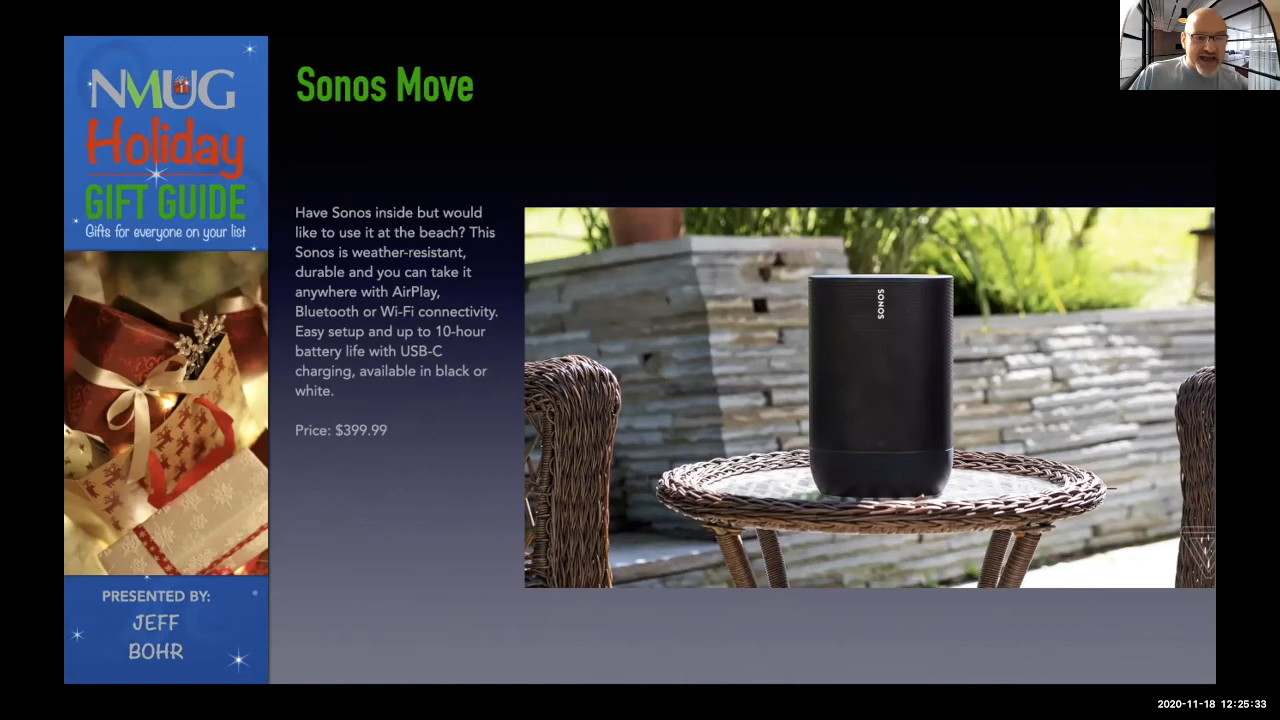 NMUG
Holiday
GIFT GUIDE
Gifts for everyone on your list
PRESENTED BY:
JEFF
BOHR
Sonos Move
Have Sonos inside but would
like to use it at the beach? This
Sonos is weather-resistant,
durable and you can take it
anywhere with AirPlay,
Bluetooth or Wi-Fi connectivity.
Easy setup and up to 10-hour
battery life with USB-C
charging, available in black or
white.
Price: $399.99
SONOS
2020-11-18 12:25:33